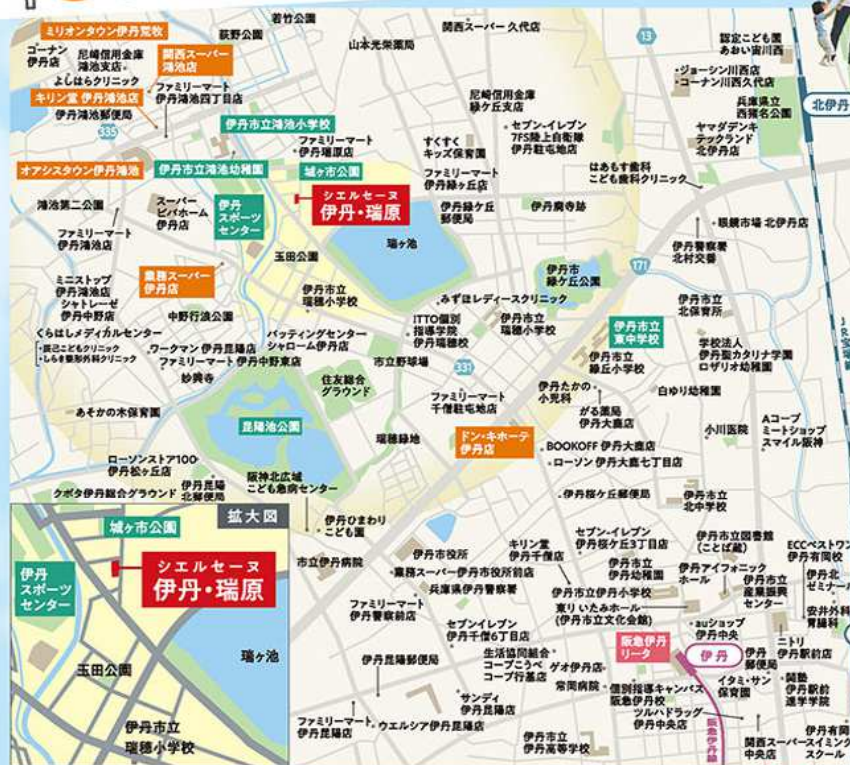 若竹公園
ミリオンタウン伊丹荒牧
荻野公園
関西スーパー 久代店
山本光栄薬局
13
認定こども園
あおい宙川西
コーナン
伊丹店
尼崎信用金庫
鴻池支店
関西スーパー
鴻池店
よしはらクリニック
ジョーシン川西店
コーナン川西久代店
キリン堂 伊丹鴻池店
ファミリーマート
伊丹鴻池四丁目店
尼崎信用金庫
緑ケ丘支店
兵庫県立
西猪名公園
北伊丹
伊丹鴻池郵便局
335
伊丹市立鴻池小学校
セブン-イレブン
7FS陸上自衛隊
伊丹駐屯地店
ヤマダデンキ
テックランド
北伊丹店
ファミリーマート
伊丹瑞原店
すくすく
キッズ保育園
オアシスタウン伊丹鴻池
伊丹市立鴻池幼稚園
城ヶ市公園
ファミリーマート
伊丹緑ヶ丘店
はあもす歯科
こども歯科クリニック
シエルセーヌ
伊丹・瑞原
鴻池第二公園
スーパー
ビバホーム
伊丹店
伊丹
スポーツ
センター
伊丹緑ケ丘
郵便局
伊丹廃寺跡
眼鏡市場 北伊丹店
ファミリーマート
伊丹鴻池店
瑞ヶ池
伊丹警察署
北村交番
玉田公園
171
ミニストップ
伊丹鴻池店
業務スーパー
伊丹店
伊丹市
緑ケ丘公園
シャトレーゼ
伊丹中野店
中野行浪公園
伊丹市立
瑞穂小学校
みずほレディースクリニック
伊丹市立
北保育所
くらはしメディカルセンター
辰己こどもクリニック
しらき整形外科クリニック
バッティングセンター
シャローム伊丹店
ITTO個別
指導学院
伊丹瑞穂校
伊丹市立
瑞穂小学校
伊丹市立
東中学校
ワークマン 伊丹昆陽店
ファミリーマート 伊丹中野東店
市立野球場
伊丹市立
緑丘小学校
学校法人
伊丹聖カタリナ学園
ロザリオ幼稚園
妙興寺
住友総合
グラウンド
331
ファミリーマート
千僧駐屯地店
伊丹たかの
小児科
白ゆり幼稚園
あそかの木保育園
昆陽池公園
がる薬局
伊丹大鹿店
小川医院
Aコープ
ミートショップ
スマイル阪神
瑞穂緑地
ドン・キホーテ
伊丹店
BOOKOFF 伊丹大鹿店
ローソン 伊丹大鹿七丁目店
ローソンストア100
伊丹松ヶ丘店
クボタ伊丹総合グラウンド
伊丹昆陽
北郵便局
阪神北広域
こども急病センター
伊丹桜ケ丘郵便局
伊丹市立
北中学校
拡大図
城ヶ市公園
伊丹ひまわり
こども園
シエルセーヌ
伊丹・瑞原
伊丹
スポーツ
センター
瑞ヶ池
玉田公園
伊丹市立
瑞穂小学校
市立伊丹病院
伊丹市役所
キリン堂
伊丹千僧店
セブン-イレブン
伊丹桜ケ丘3丁目店
伊丹市立図書館
(ことば蔵)
ECCベストワン
伊丹有岡校
業務スーパー伊丹市役所前店
伊丹市立
伊丹幼稚園
伊丹アイフォニック
ホール
伊丹北
ゼミナール
兵庫県伊丹警察署
伊丹市立伊丹小学校
伊丹市立
産業振興
センター
安井外科
胃腸科
ファミリーマート
伊丹警察前店
東りいたみホール
(伊丹市立文化会館)
セブンイレブン
伊丹千僧6丁目店
auショップ
伊丹中央
阪急伊丹
リータ
伊丹
ニトリ
伊丹駅前店
伊丹
郵便局
伊丹昆陽郵便局
生活協同組合
コープこうべ
コープ行基店
ゲオ伊丹店
常岡病院
個別指導キャンパス
阪急伊丹校
イタミ・サン
保育園
開塾
伊丹駅前
進学学院
サンディ
伊丹昆陽店
ツルハドラッグ
伊丹中央店
阪急伊丹線
ファミリーマート
伊丹昆陽店
ウエルシア伊丹昆陽店
伊丹市立
伊丹高等学校
関西スーパー
中央店
伊丹有岡
スイミング
スクール
JR宝塚線